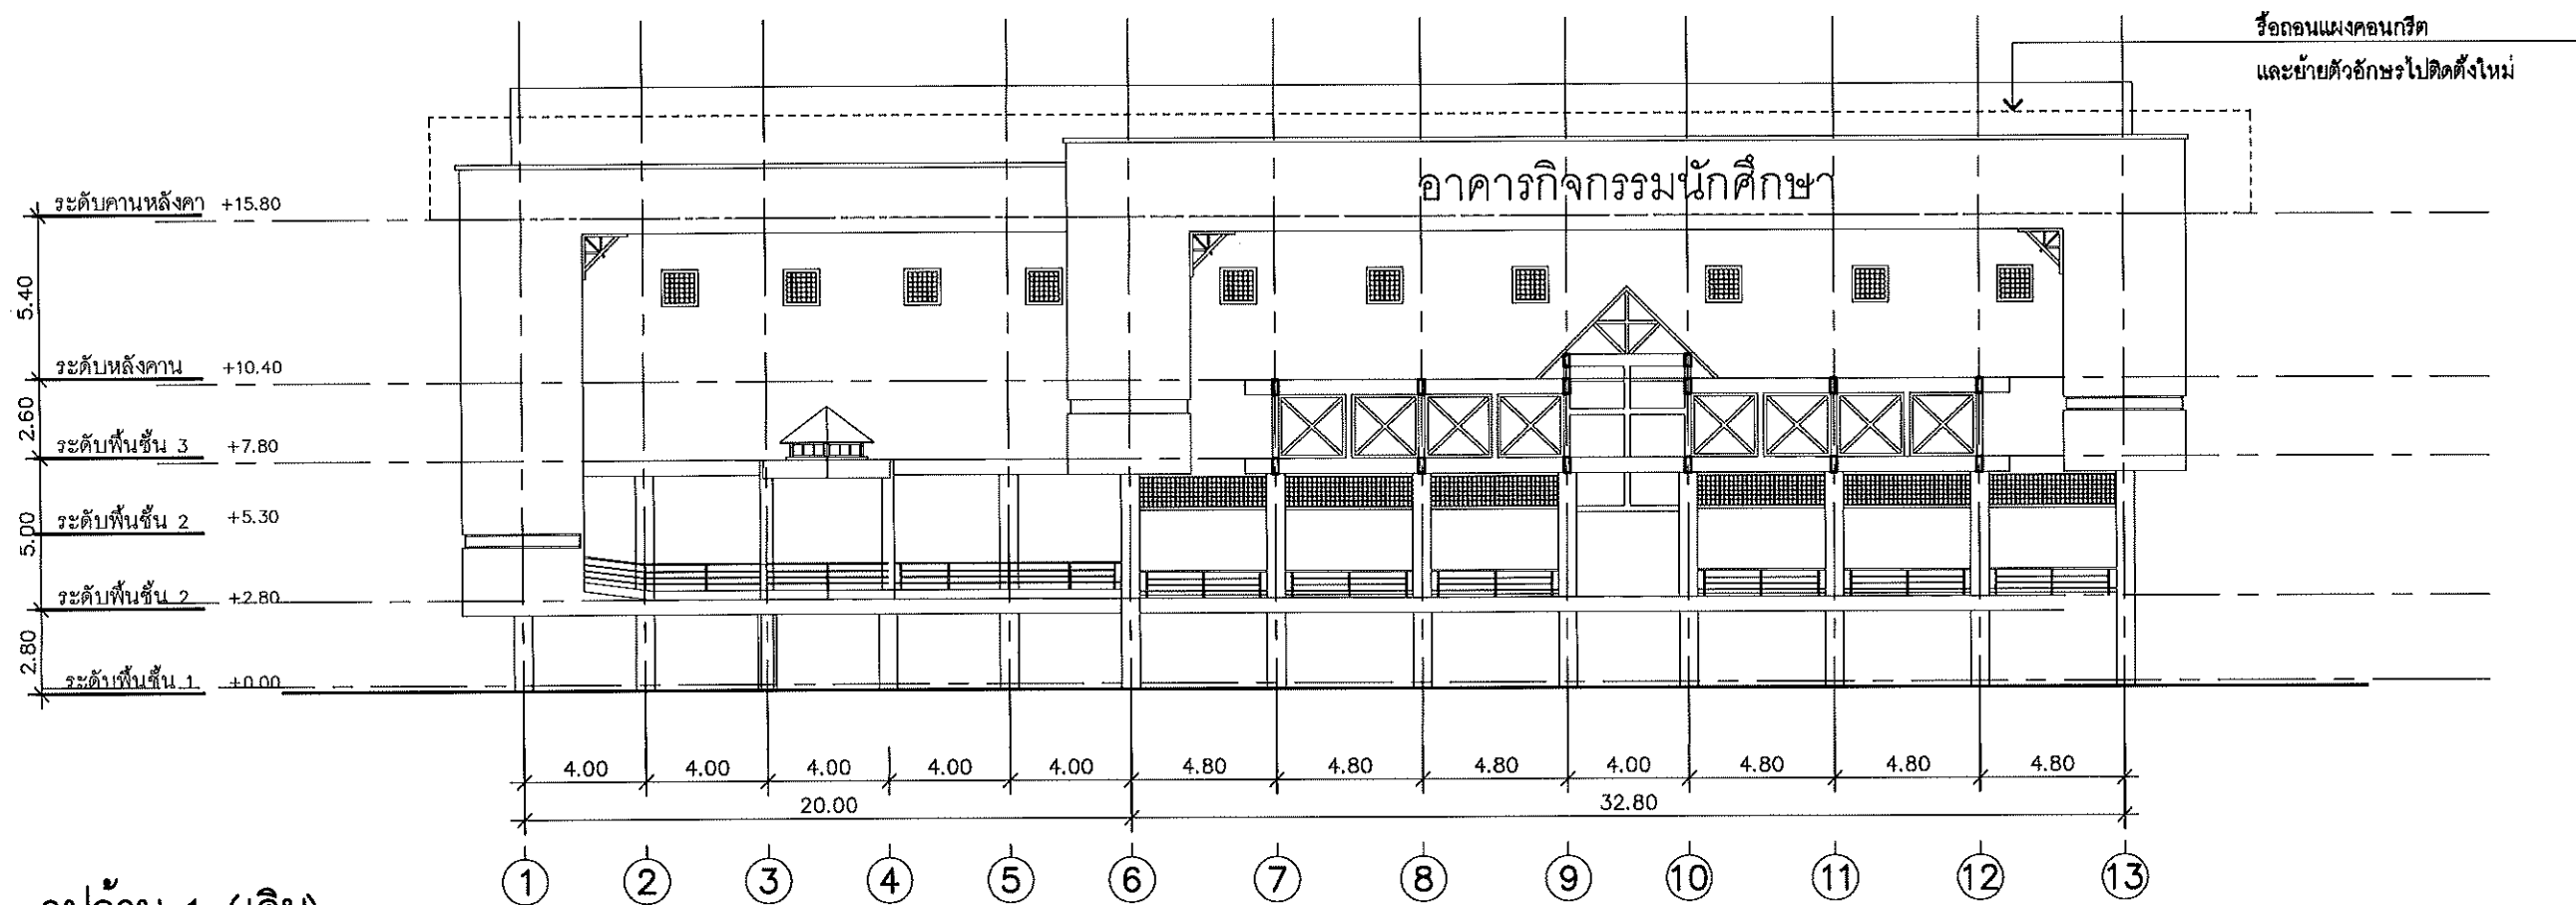 รื้อถอนแผงคอนกรีต
และย้ายตัวอักษรไปติดตั้งใหม่
อาคารกิจกรรมนักศึกษา
ระดับคานหลังคา +15.80
5.40
ระดับหลังคาน +10.40
2.60
ระดับพื้นชั้น 3 +7.80
ระดับพื้นชั้น 2 +5.30
5.00
ระดับพื้นชั้น 2 +2.80
2.80
ระดับพื้นชั้น 1 +0.00
4.00 4.00 4.00 4.00 4.00 4.80 4.80 4.80 4.00 4.80 4.80 4.80
20.00 32.80
1 2 3 4 5 6 7 8 9 10 11 12 13
รูปด้าน 1 (เดิม)